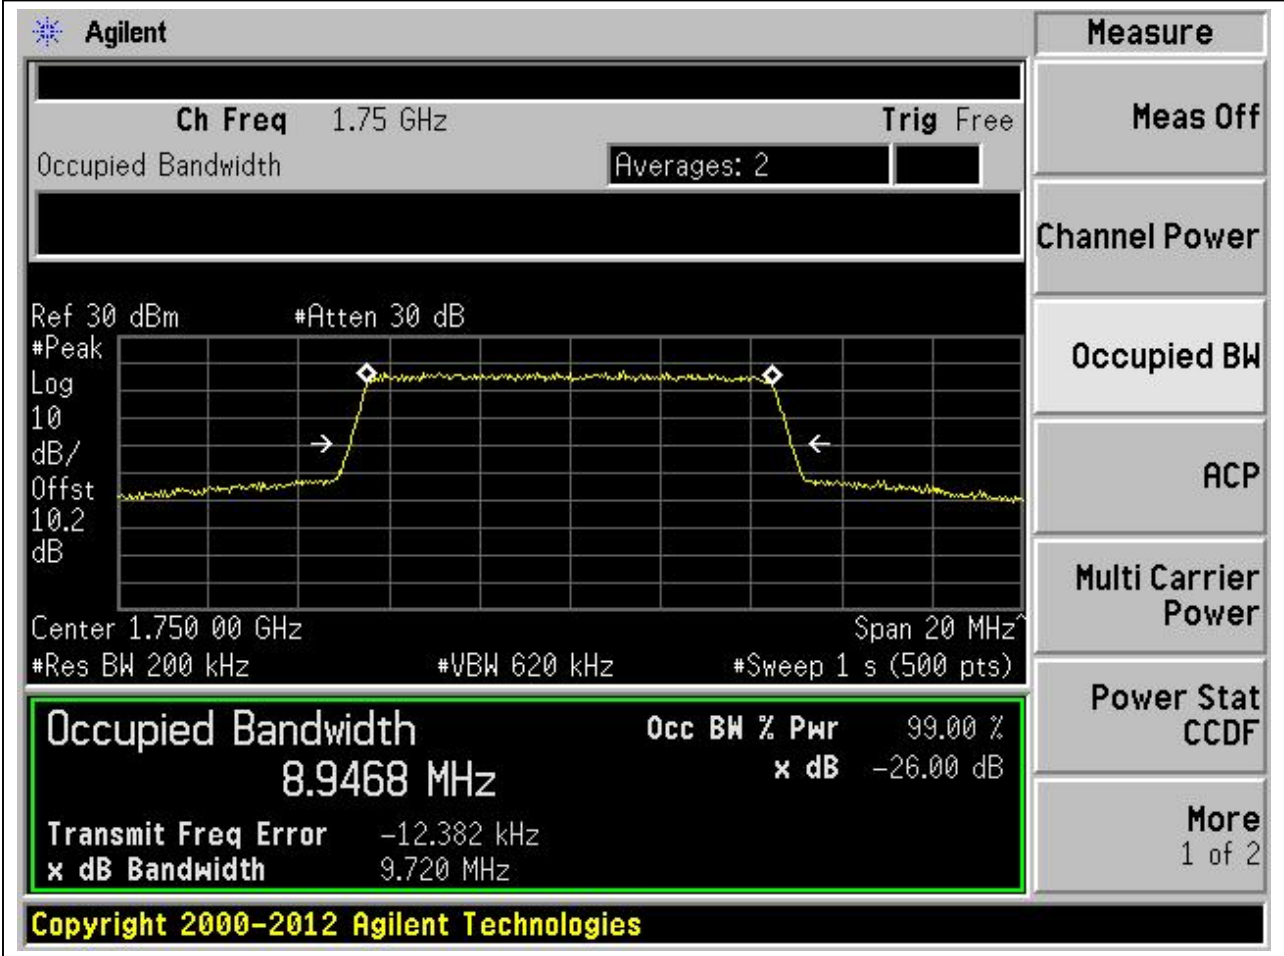 Agilent
Measure
Ch Freq 1.75 GHz Trig Free
Meas Off
Occupied Bandwidth Averages: 2
Channel Power
Ref 30 dBm #Atten 30 dB
#Peak
Log
10
dB/
Offst
10.2
dB
Occupied BW
ACP
Center 1.750 00 GHz Span 20 MHz^
#Res BW 200 kHz #VBW 620 kHz #Sweep 1 s (500 pts)
Multi Carrier
Power
Occupied Bandwidth
8.9468 MHz
Occ BW % Pwr 99.00 %
x dB -26.00 dB
Transmit Freq Error -12.382 kHz
x dB Bandwidth 9.720 MHz
Power Stat
CCDF
More
1 of 2
Copyright 2000-2012 Agilent Technologies